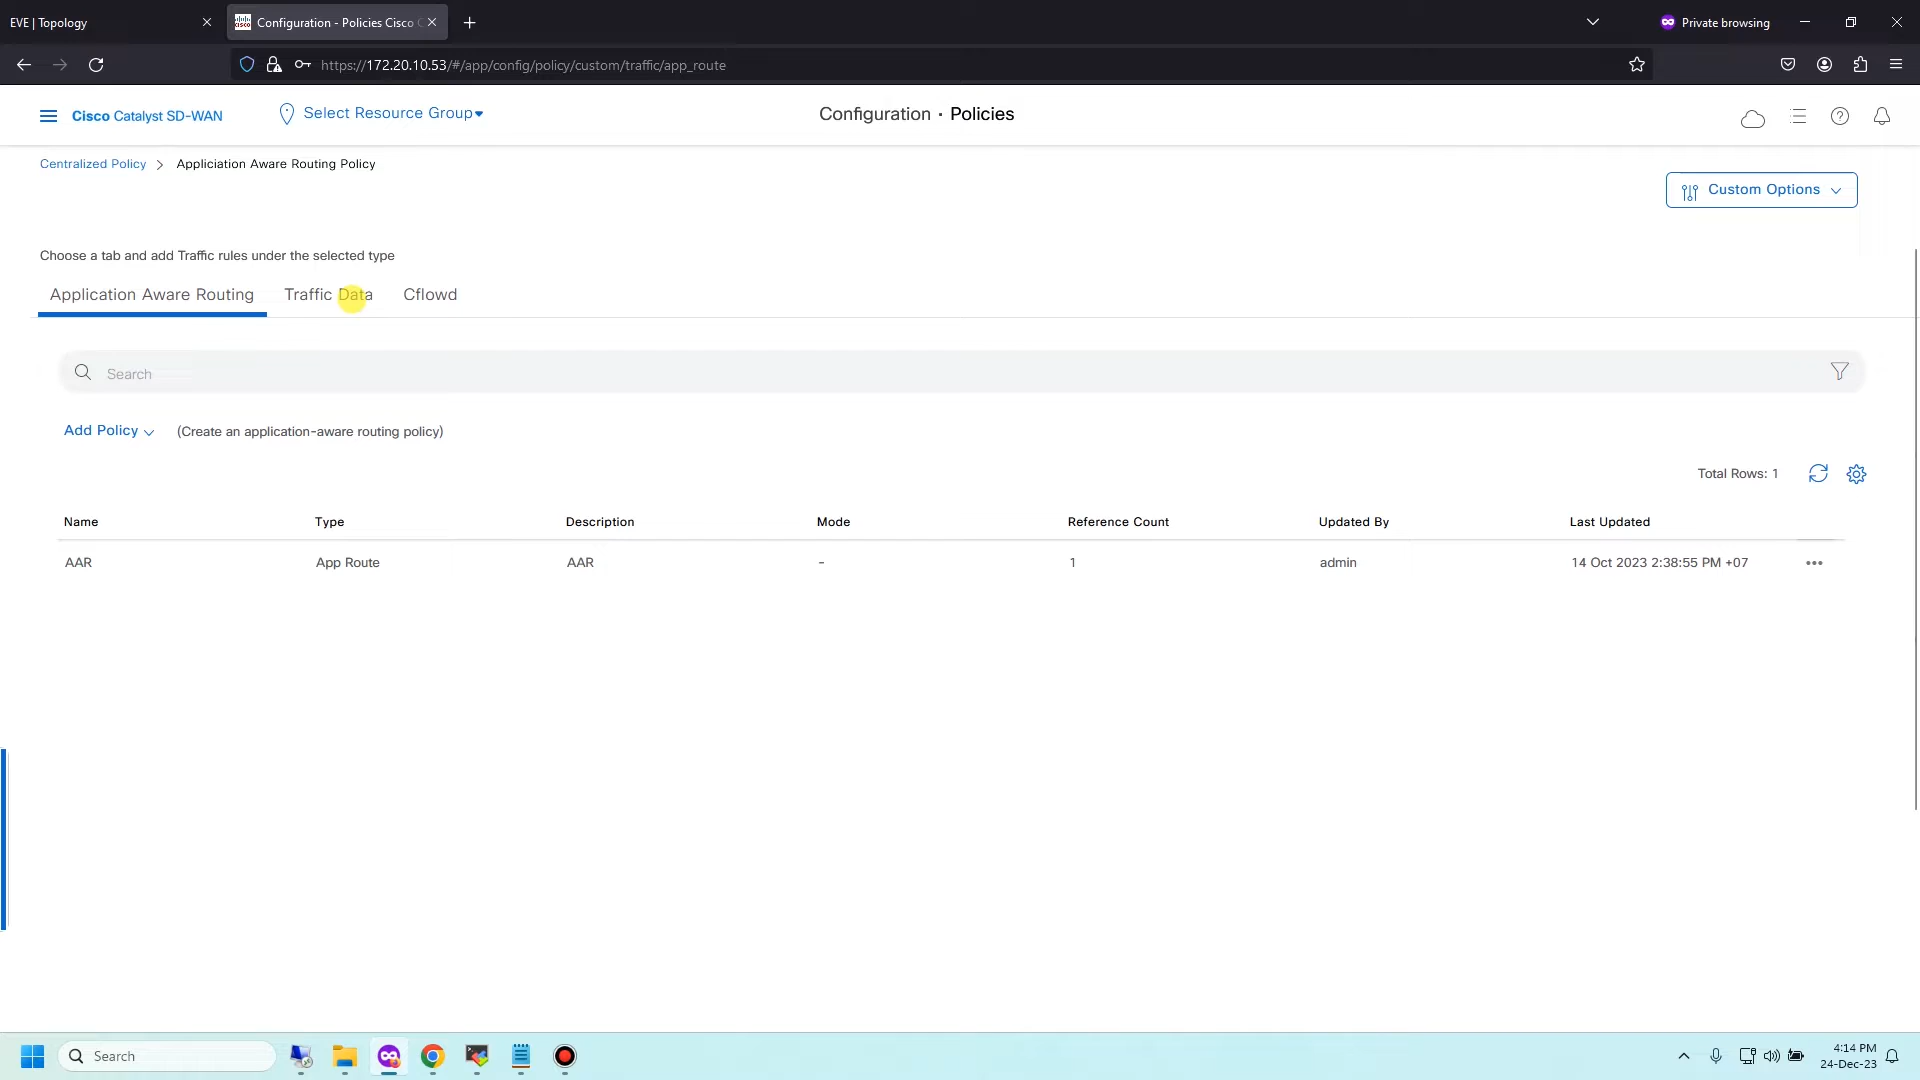 EVE | Topology
Configuration - Policies Cisco C
Private browsing
https://172.20.10.53/#/app/config/policy/custom/traffic/app_route
Cisco Catalyst SD-WAN
Select Resource Group
Configuration · Policies
Centralized Policy > Appliciation Aware Routing Policy
Custom Options
Choose a tab and add Traffic rules under the selected type
Application Aware Routing Traffic Data Cflowd
Search
Add Policy (Create an application-aware routing policy)
Total Rows: 1
Name Type Description Mode Reference Count Updated By Last Updated
AAR App Route AAR - 1 admin 14 Oct 2023 2:38:55 PM +07
Search
4:14 PM
24-Dec-23